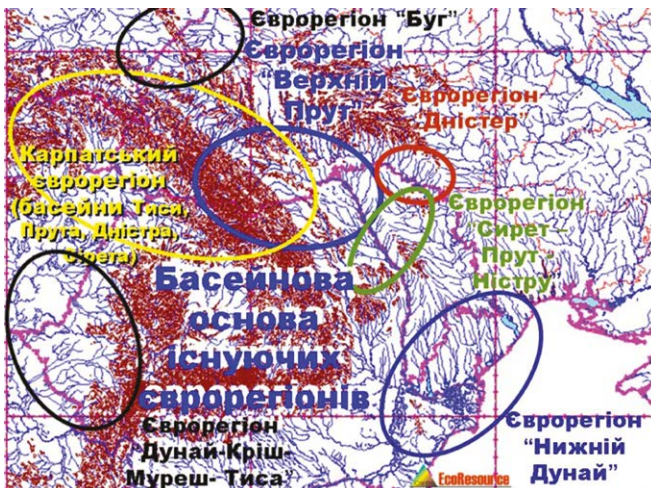 Єврорегіон “Буг”
Єврорегіон
“Верхній
Прут”
Єврорегіон
“Дністер”
Карпатський
єврорегіон
(басейни Тиси,
Прута, Дністра,
Сірета)
Єврорегіон
“Сирет –
Прут -
Ністру”
Басейнова
основа
існуючих
єврорегіонів
Єврорегіон
“Дунай-Кріш-
Муреш- Тиса”
Єврорегіон
“Нижній
Дунай”
EcoResource